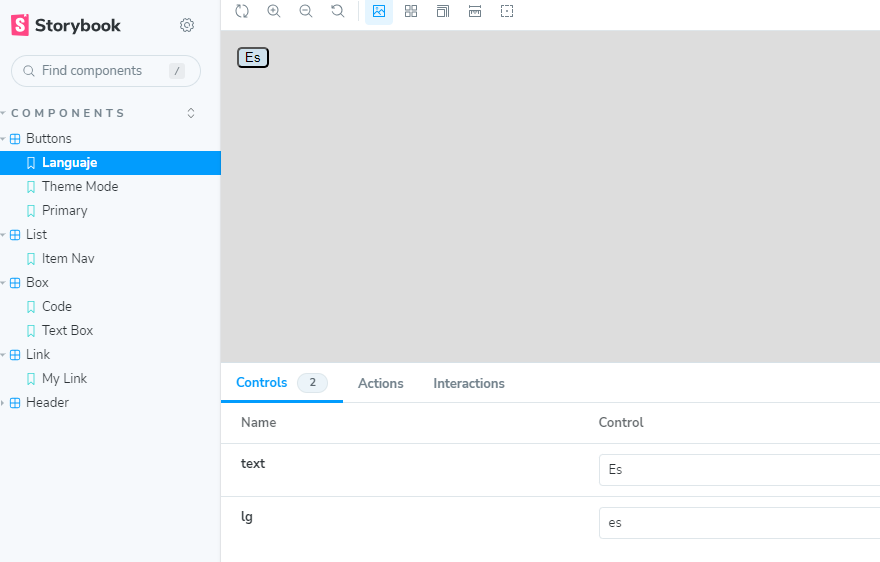 Storybook
Find components /
COMPONENTS
Buttons
Languaje
Theme Mode
Primary
List
Item Nav
Box
Code
Text Box
Link
My Link
Header
Es
Controls 2 Actions Interactions
Name Control
text Es
lg es